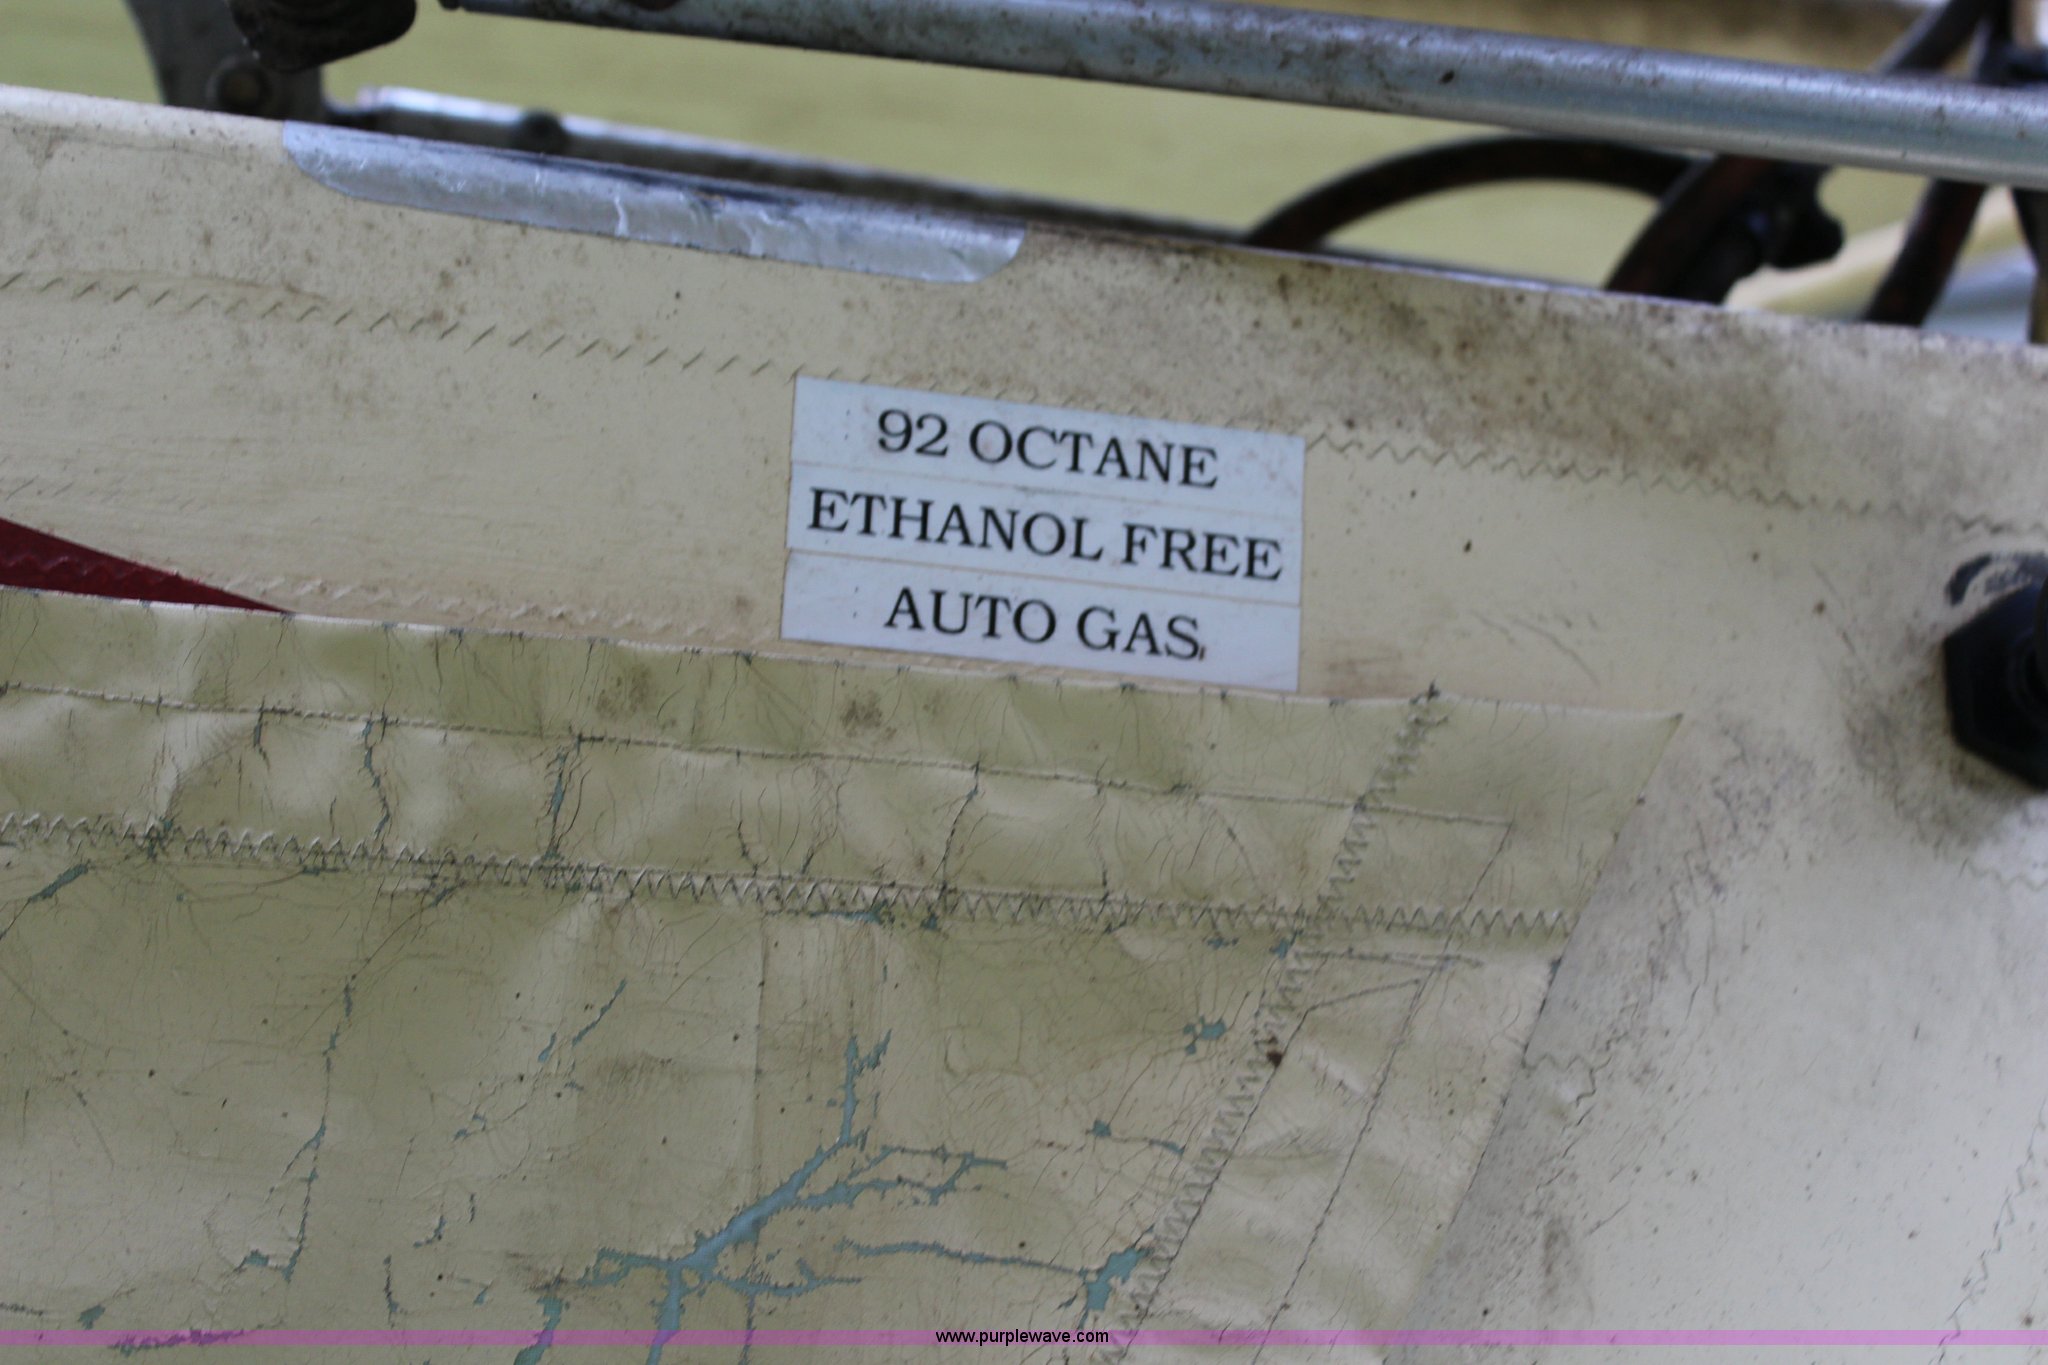 92 OCTANE
ETHANOL FREE
AUTO GAS
www.purplewave.com